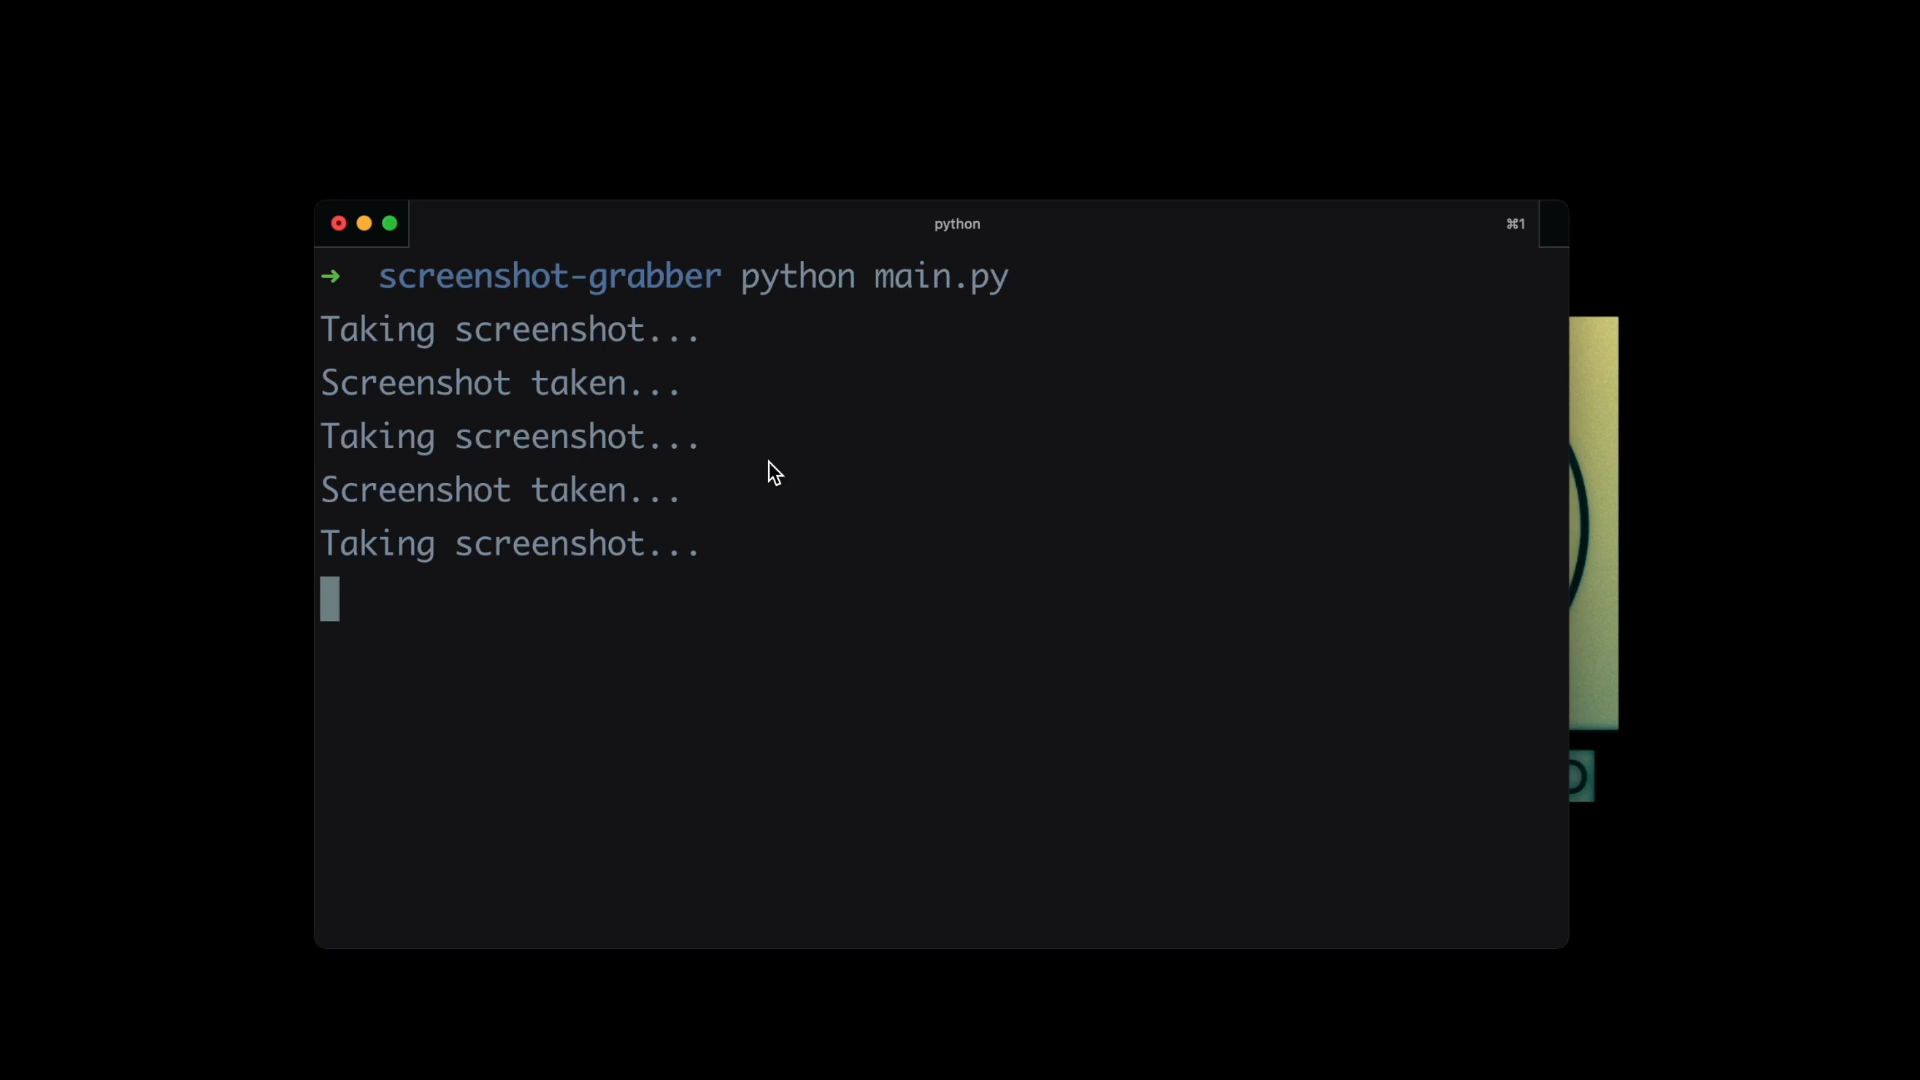 python
⌘1
➜ screenshot-grabber python main.py
Taking screenshot...
Screenshot taken...
Taking screenshot...
Screenshot taken...
Taking screenshot...